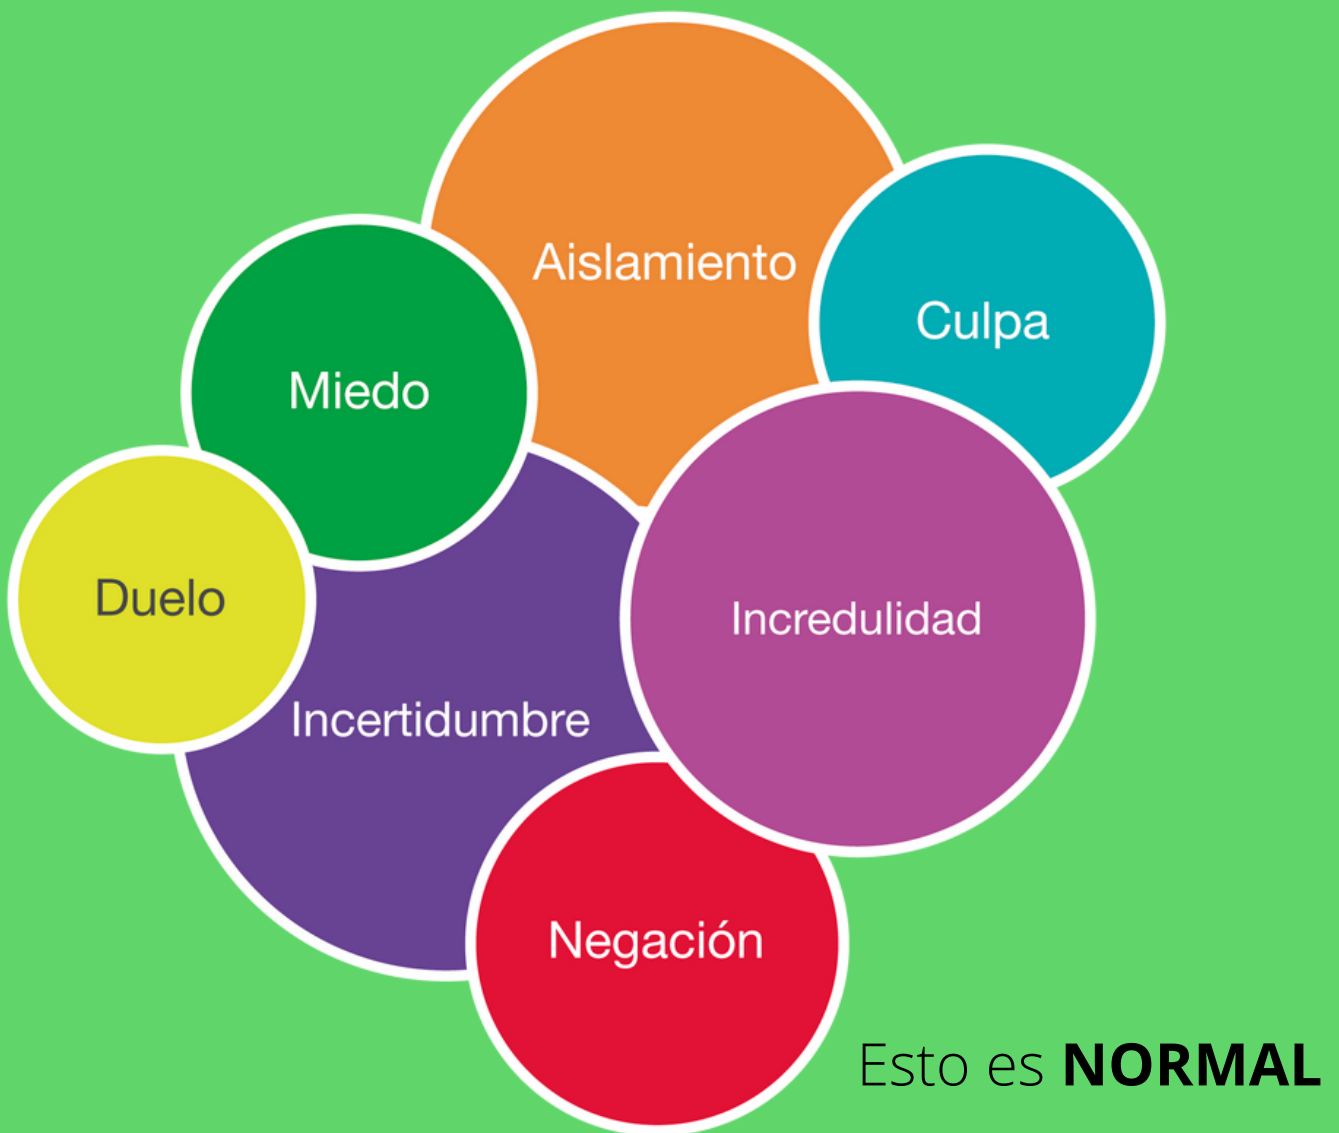 Aislamiento
Culpa
Miedo
Duelo
Incredulidad
Incertidumbre
Negación
Esto es NORMAL